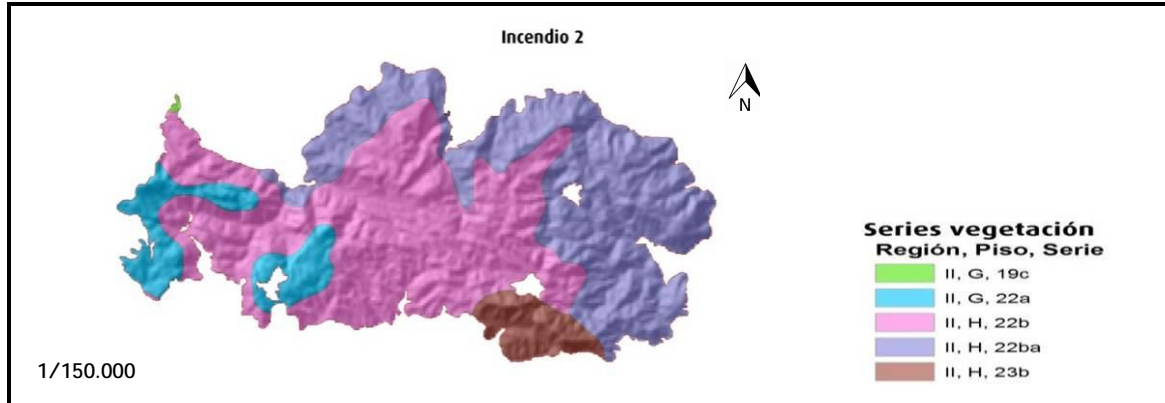 Incendio 2
N
Series vegetación
Región, Piso, Serie
II, G, 19c
II, G, 22a
II, H, 22b
II, H, 22ba
II, H, 23b
1/150.000